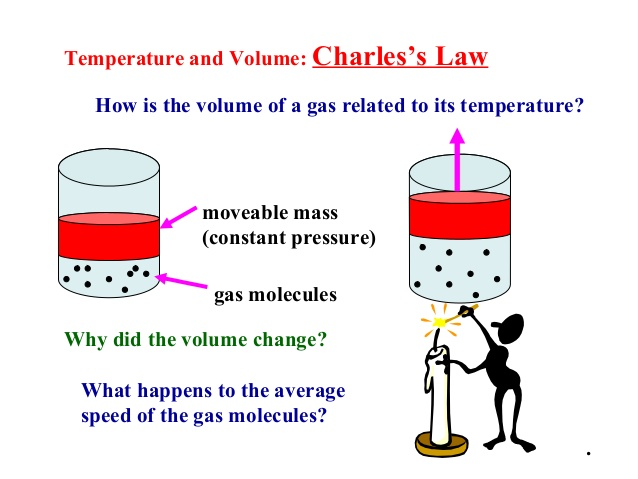 Temperature and Volume: Charles’s Law
How is the volume of a gas related to its temperature?
moveable mass
(constant pressure)
gas molecules
Why did the volume change?
What happens to the average
speed of the gas molecules?
.